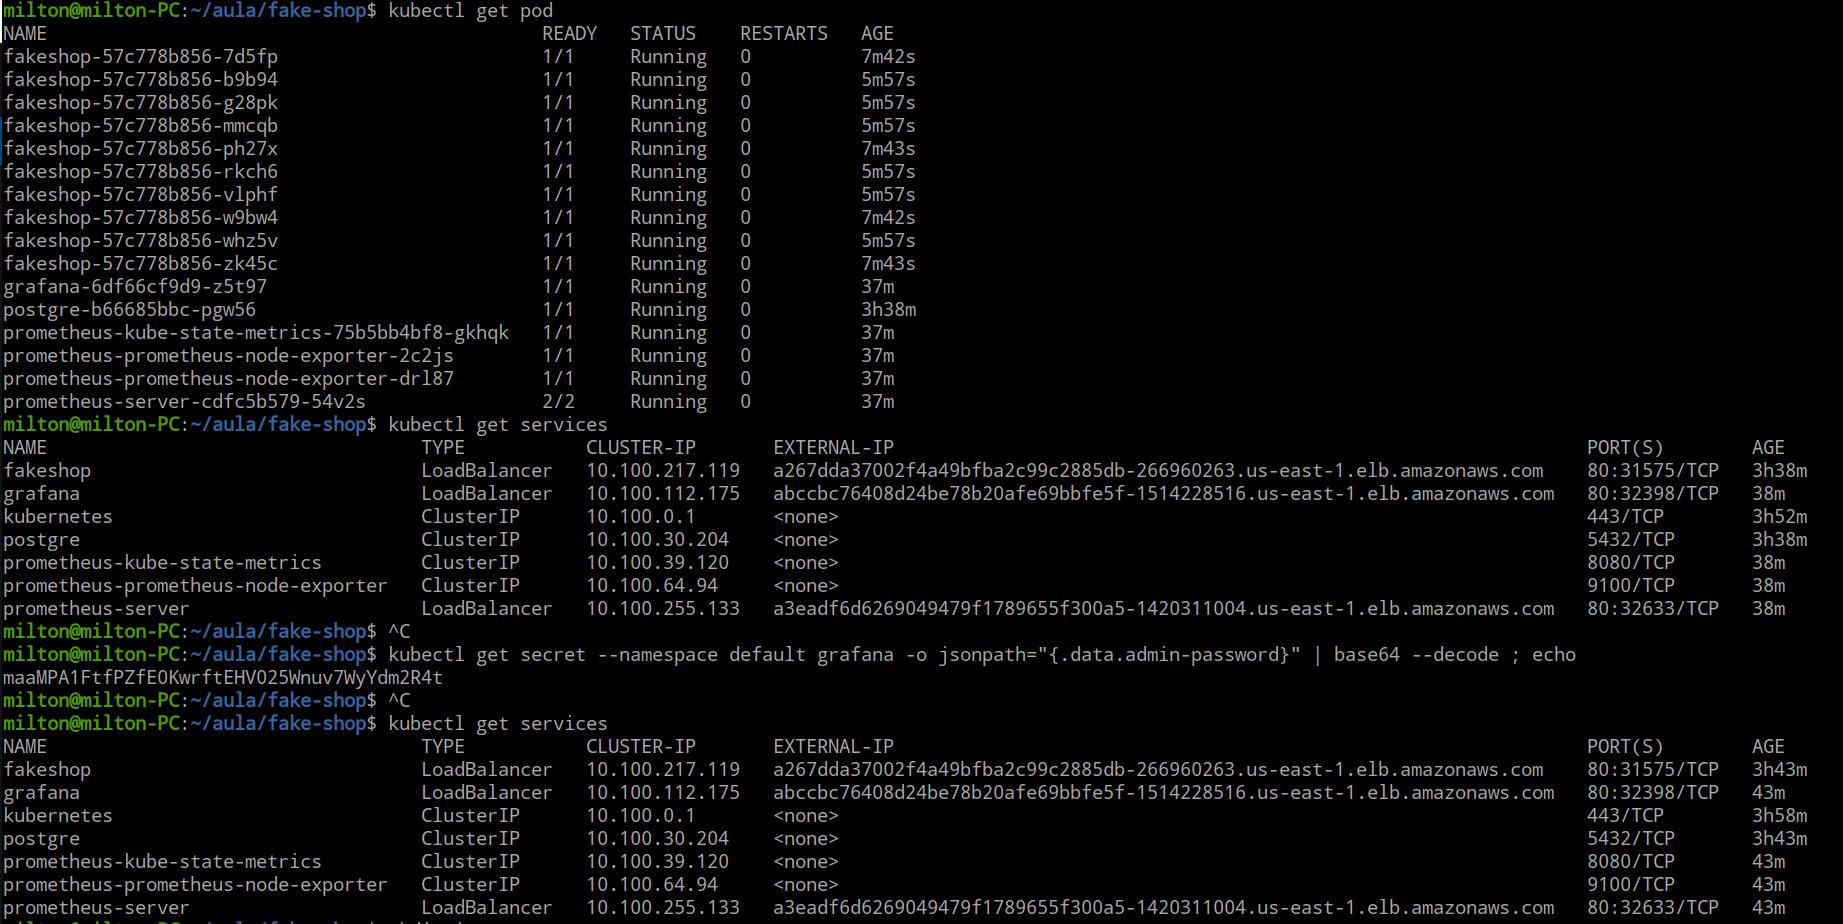 milton@milton-PC:~/aula/fake-shop$ kubectl get pod
NAME READY STATUS RESTARTS AGE
fakeshop-57c778b856-7d5fp 1/1 Running 0 7m42s
fakeshop-57c778b856-b9b94 1/1 Running 0 5m57s
fakeshop-57c778b856-g28pk 1/1 Running 0 5m57s
fakeshop-57c778b856-mmcqb 1/1 Running 0 5m57s
fakeshop-57c778b856-ph27x 1/1 Running 0 7m43s
fakeshop-57c778b856-rkch6 1/1 Running 0 5m57s
fakeshop-57c778b856-vlphf 1/1 Running 0 5m57s
fakeshop-57c778b856-w9bw4 1/1 Running 0 7m42s
fakeshop-57c778b856-whz5v 1/1 Running 0 5m57s
fakeshop-57c778b856-zk45c 1/1 Running 0 7m43s
grafana-6df66cf9d9-z5t97 1/1 Running 0 37m
postgre-b66685bbc-pgw56 1/1 Running 0 3h38m
prometheus-kube-state-metrics-75b5bb4bf8-gkhqk 1/1 Running 0 37m
prometheus-prometheus-node-exporter-2c2js 1/1 Running 0 37m
prometheus-prometheus-node-exporter-drl87 1/1 Running 0 37m
prometheus-server-cdfc5b579-54v2s 2/2 Running 0 37m
milton@milton-PC:~/aula/fake-shop$ kubectl get services
NAME TYPE CLUSTER-IP EXTERNAL-IP PORT(S) AGE
fakeshop LoadBalancer 10.100.217.119 a267dda37002f4a49bfba2c99c2885db-266960263.us-east-1.elb.amazonaws.com 80:31575/TCP 3h38m
grafana LoadBalancer 10.100.112.175 abccbc76408d24be78b20afe69bbfe5f-1514228516.us-east-1.elb.amazonaws.com 80:32398/TCP 38m
kubernetes ClusterIP 10.100.0.1 <none> 443/TCP 3h52m
postgre ClusterIP 10.100.30.204 <none> 5432/TCP 3h38m
prometheus-kube-state-metrics ClusterIP 10.100.39.120 <none> 8080/TCP 38m
prometheus-prometheus-node-exporter ClusterIP 10.100.64.94 <none> 9100/TCP 38m
prometheus-server LoadBalancer 10.100.255.133 a3eadf6d6269049479f1789655f300a5-1420311004.us-east-1.elb.amazonaws.com 80:32633/TCP 38m
milton@milton-PC:~/aula/fake-shop$ ^C
milton@milton-PC:~/aula/fake-shop$ kubectl get secret --namespace default grafana -o jsonpath="{.data.admin-password}" | base64 --decode ; echo
maaMPA1FtfPZfE0KwrftEHVO25Wnuv7WyYdm2R4t
milton@milton-PC:~/aula/fake-shop$ ^C
milton@milton-PC:~/aula/fake-shop$ kubectl get services
NAME TYPE CLUSTER-IP EXTERNAL-IP PORT(S) AGE
fakeshop LoadBalancer 10.100.217.119 a267dda37002f4a49bfba2c99c2885db-266960263.us-east-1.elb.amazonaws.com 80:31575/TCP 3h43m
grafana LoadBalancer 10.100.112.175 abccbc76408d24be78b20afe69bbfe5f-1514228516.us-east-1.elb.amazonaws.com 80:32398/TCP 43m
kubernetes ClusterIP 10.100.0.1 <none> 443/TCP 3h58m
postgre ClusterIP 10.100.30.204 <none> 5432/TCP 3h43m
prometheus-kube-state-metrics ClusterIP 10.100.39.120 <none> 8080/TCP 43m
prometheus-prometheus-node-exporter ClusterIP 10.100.64.94 <none> 9100/TCP 43m
prometheus-server LoadBalancer 10.100.255.133 a3eadf6d6269049479f1789655f300a5-1420311004.us-east-1.elb.amazonaws.com 80:32633/TCP 43m